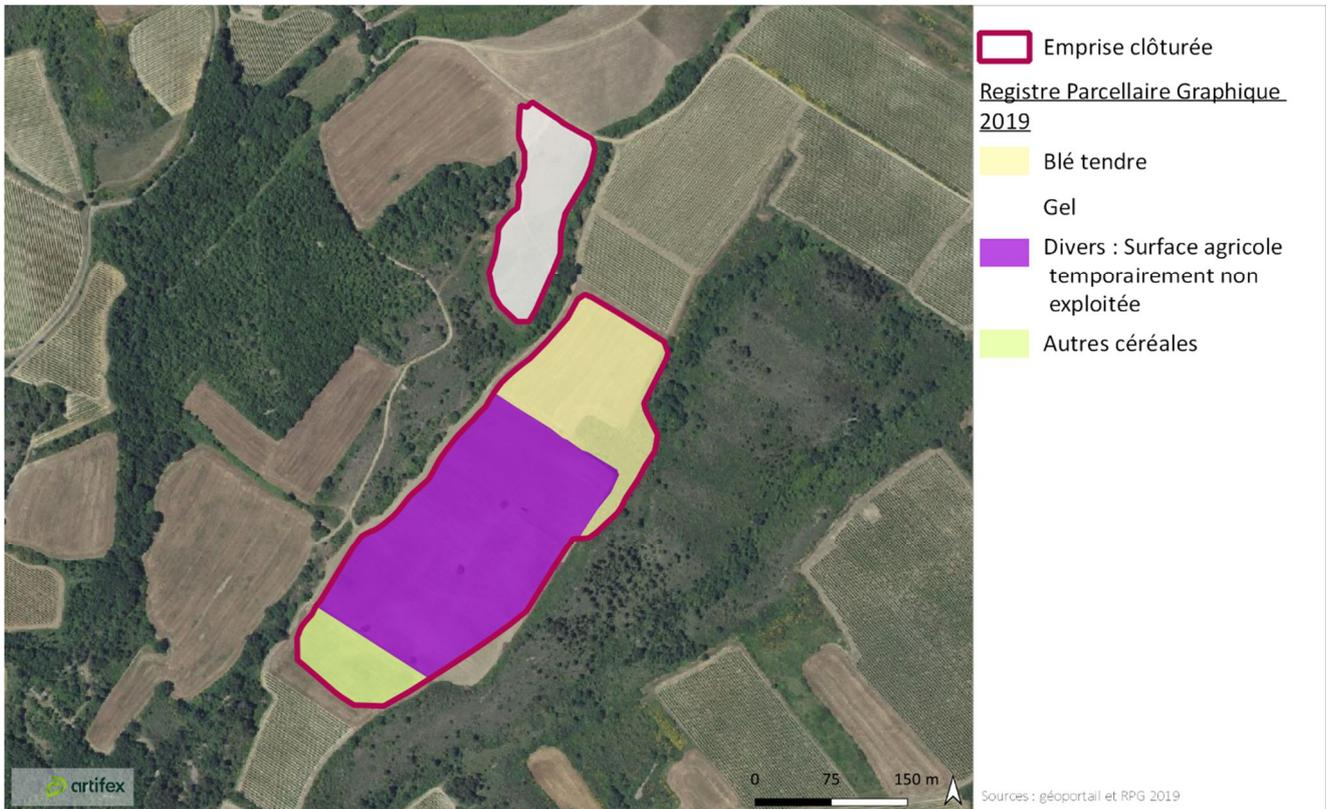 Emprise clôturée
Registre Parcellaire Graphique
2019
Blé tendre
Gel
Divers : Surface agricole
temporairement non
exploitée
Autres céréales
0 75 150 m
artifex
Sources : géoportail et RPG 2019